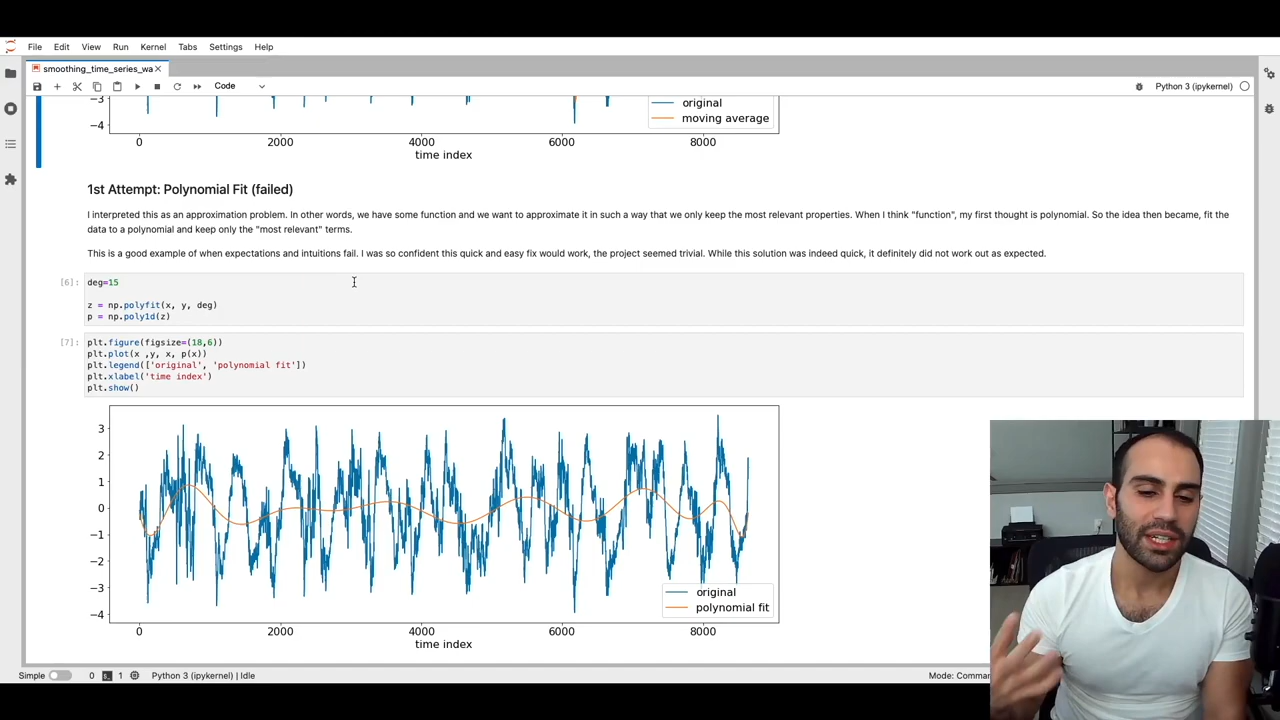 File Edit View Run Kernel Tabs Settings Help
smoothing_time_series_wa
Code
Python 3 (ipykernel)
−3
−4
original
moving average
0 2000 4000 6000 8000
time index
1st Attempt: Polynomial Fit (failed)
I interpreted this as an approximation problem. In other words, we have some function and we want to approximate it in such a way that we only keep the most relevant properties. When I think "function", my first thought is polynomial. So the idea then became, fit the
data to a polynomial and keep only the "most relevant" terms.
This is a good example of when expectations and intuitions fail. I was so confident this quick and easy fix would work, the project seemed trivial. While this solution was indeed quick, it definitely did not work out as expected.
[6]:
deg=15
z = np.polyfit(x, y, deg)
p = np.poly1d(z)
[7]:
plt.figure(figsize=(18,6))
plt.plot(x ,y, x, p(x))
plt.legend(['original', 'polynomial fit'])
plt.xlabel('time index')
plt.show()
3
2
1
0
−1
−2
−3
−4
original
polynomial fit
0 2000 4000 6000 8000
time index
Simple 0 1 Python 3 (ipykernel) | Idle
Mode: Comman